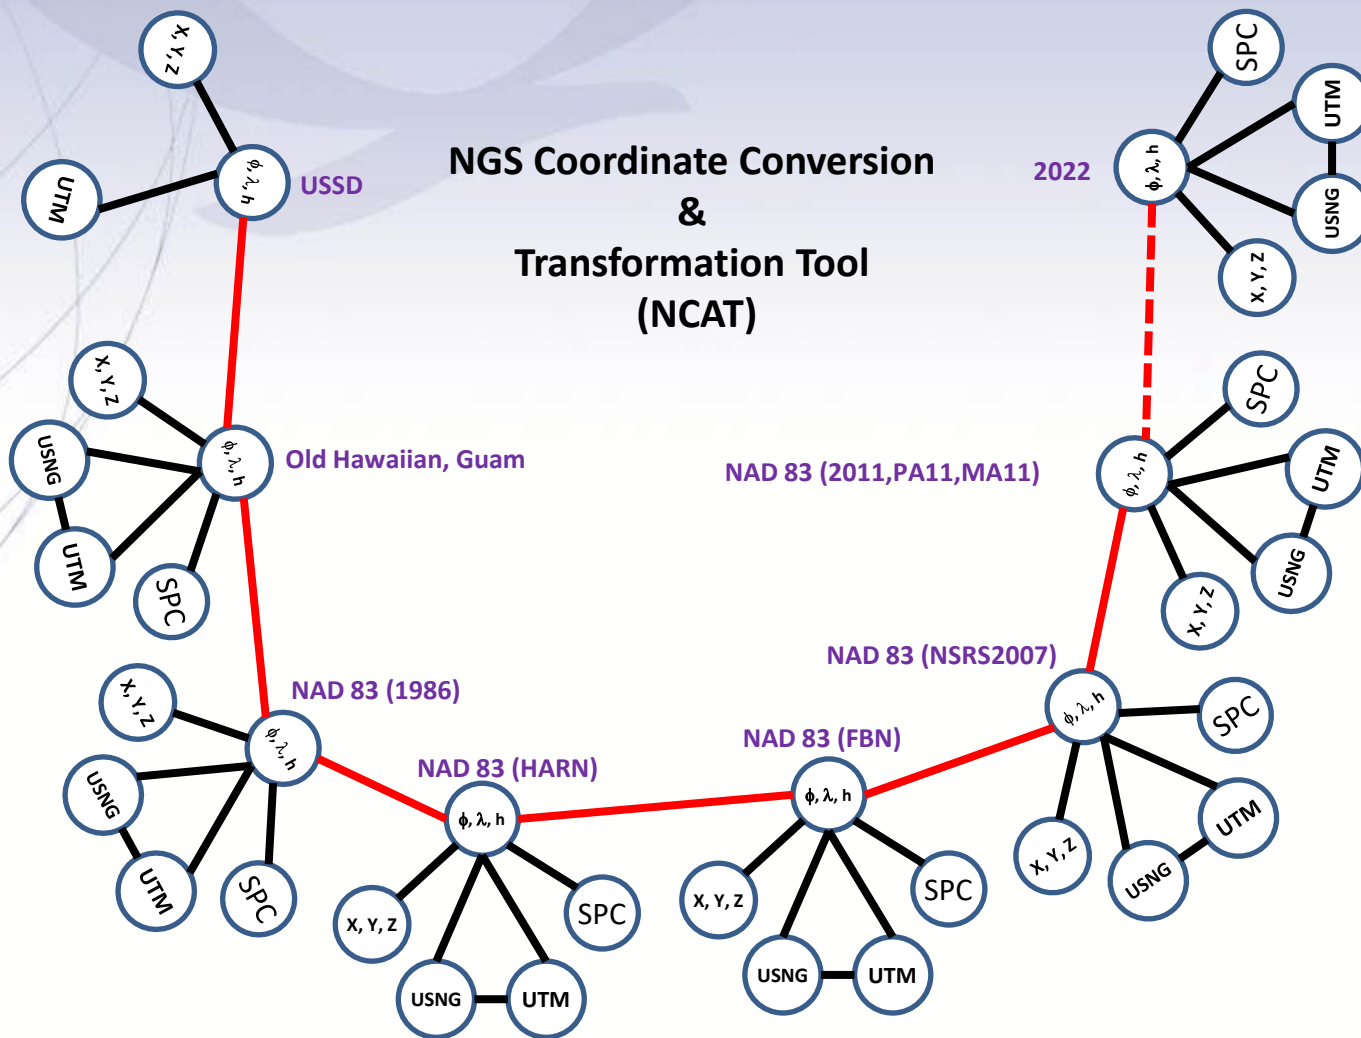 NGS Coordinate Conversion
&
Transformation Tool
(NCAT)
X, Y, Z
UTM
ϕ, λ, h
USSD
X, Y, Z
USNG
UTM
SPC
ϕ, λ, h
Old Hawaiian, Guam
X, Y, Z
USNG
UTM
SPC
ϕ, λ, h
NAD 83 (1986)
NAD 83 (HARN)
ϕ, λ, h
X, Y, Z
USNG
UTM
SPC
NAD 83 (FBN)
ϕ, λ, h
X, Y, Z
USNG
UTM
SPC
NAD 83 (NSRS2007)
ϕ, λ, h
X, Y, Z
USNG
UTM
SPC
NAD 83 (2011,PA11,MA11)
ϕ, λ, h
SPC
UTM
USNG
X, Y, Z
2022
ϕ, λ, h
SPC
UTM
USNG
X, Y, Z